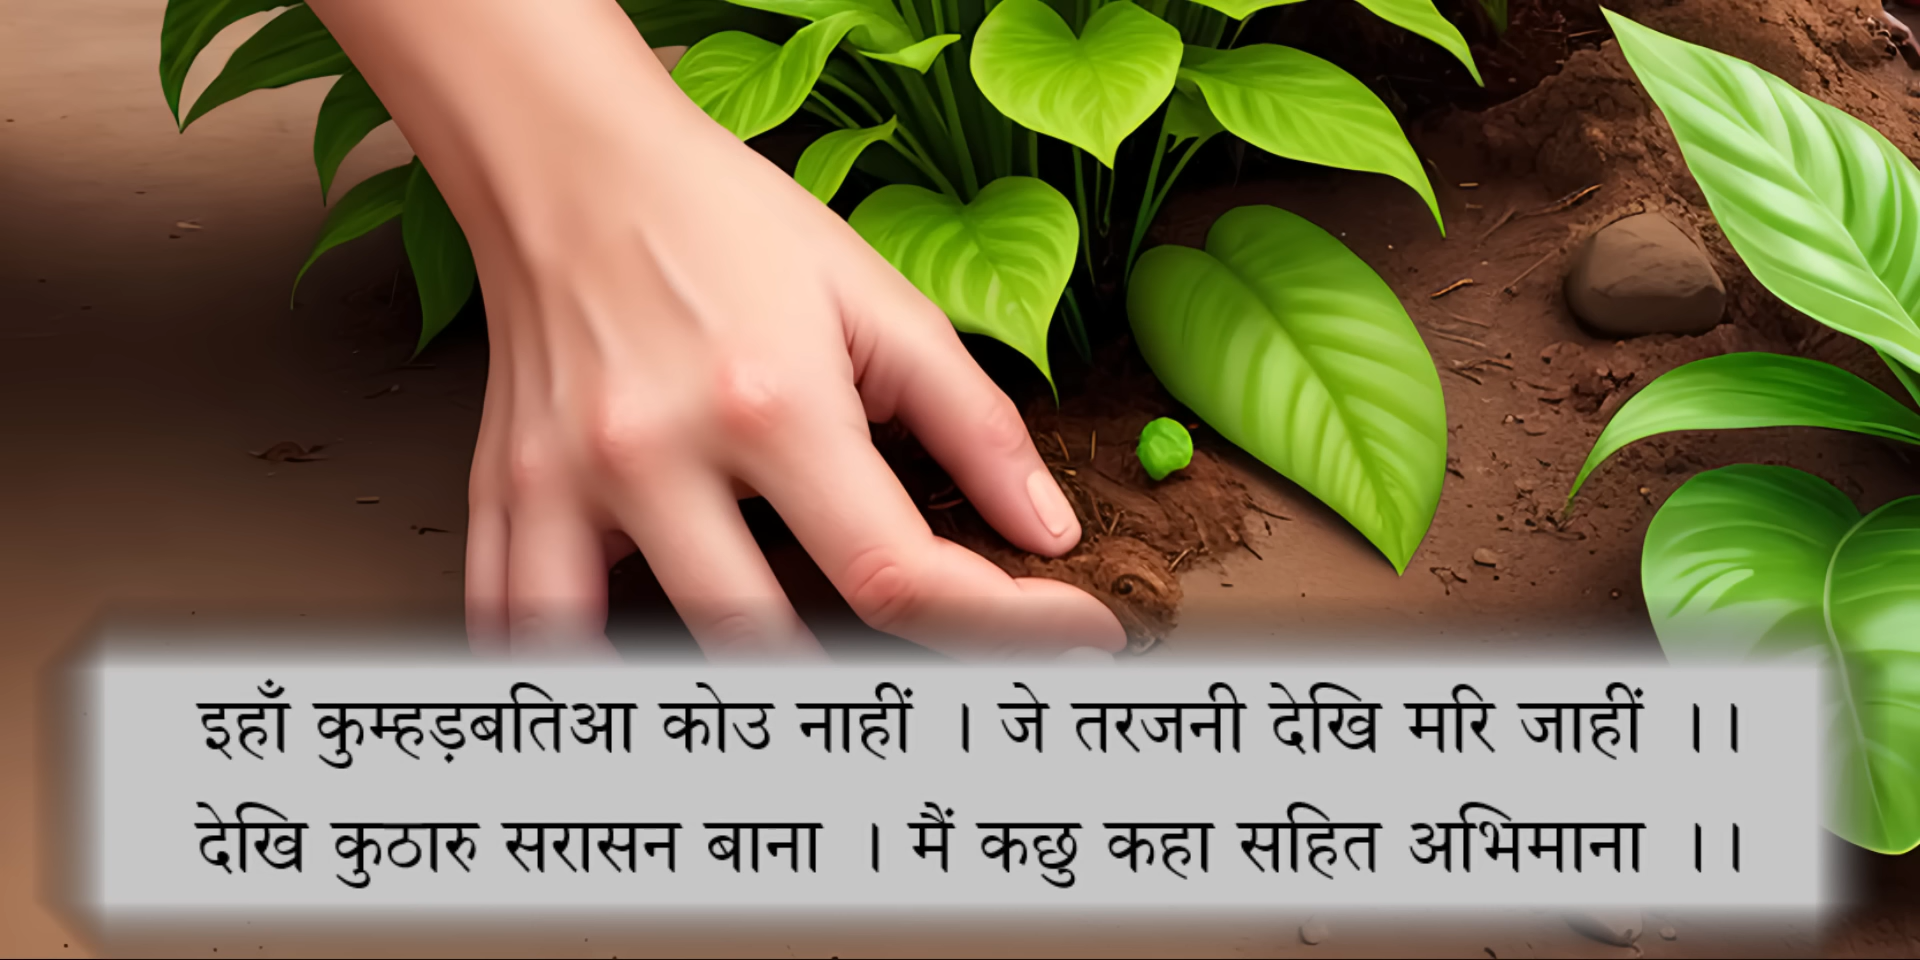 इहाँ कुम्हड़बतिआ कोउ नाहीं । जे तरजनी देखि मरि जाहीं ।।
देखि कुठारु सरासन बाना । मैं कछु कहा सहित अभिमाना ।।